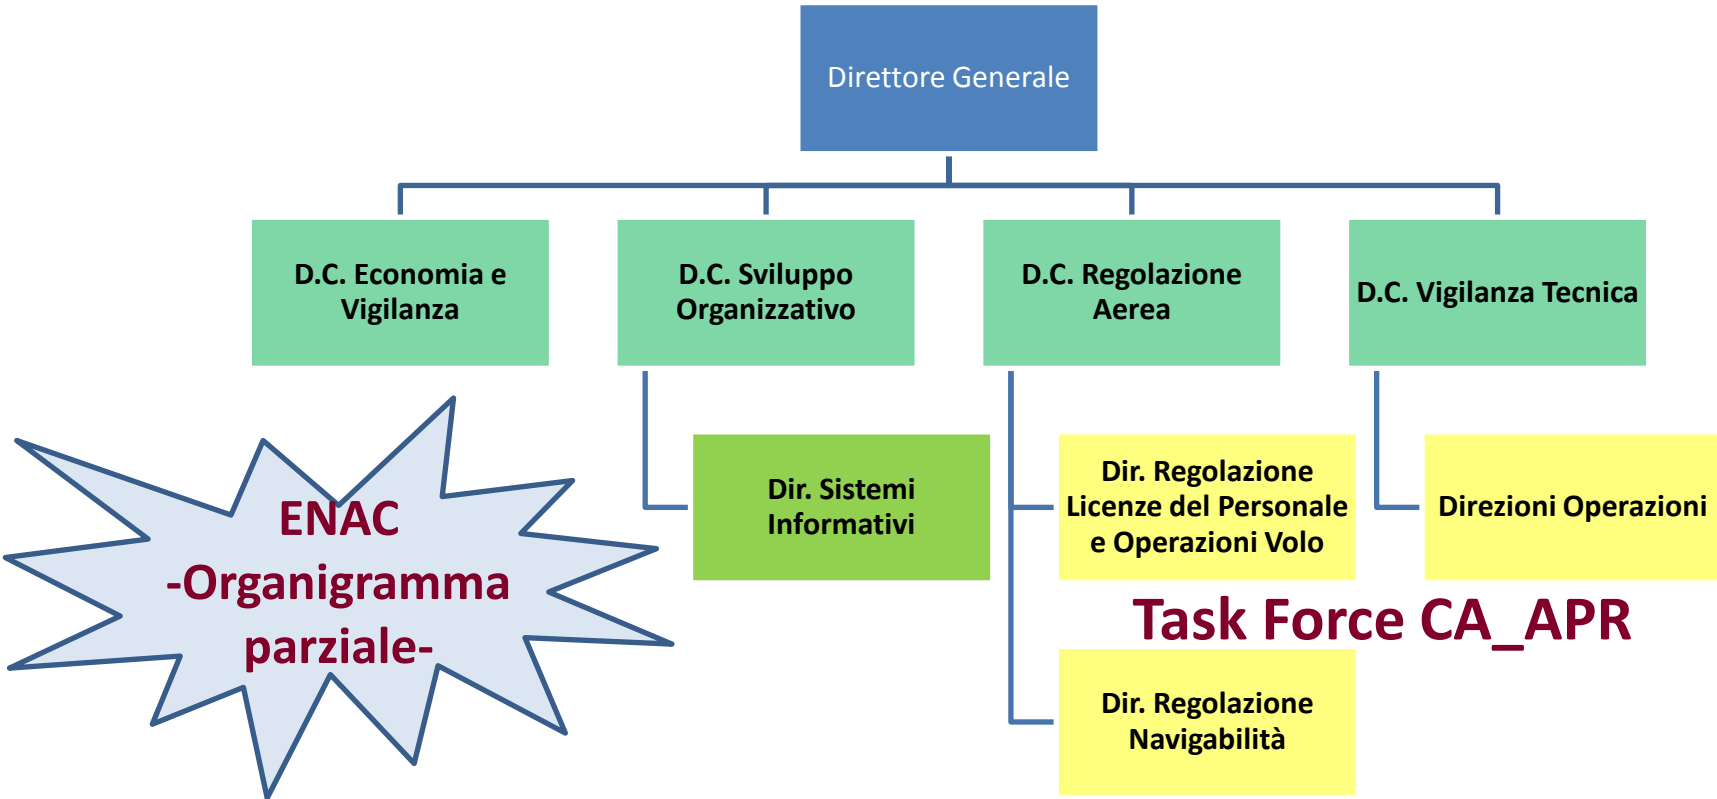 Direttore Generale
D.C. Economia e
Vigilanza
D.C. Sviluppo
Organizzativo
D.C. Regolazione
Aerea
D.C. Vigilanza Tecnica
Dir. Sistemi
Informativi
Dir. Regolazione
Licenze del Personale
e Operazioni Volo
Direzioni Operazioni
ENAC
-Organigramma
parziale-
Task Force CA_APR
Dir. Regolazione
Navigabilità